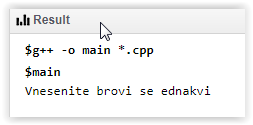 Result
$g++ -o main *.cpp
$main
Vnesenite brovi se ednakvi